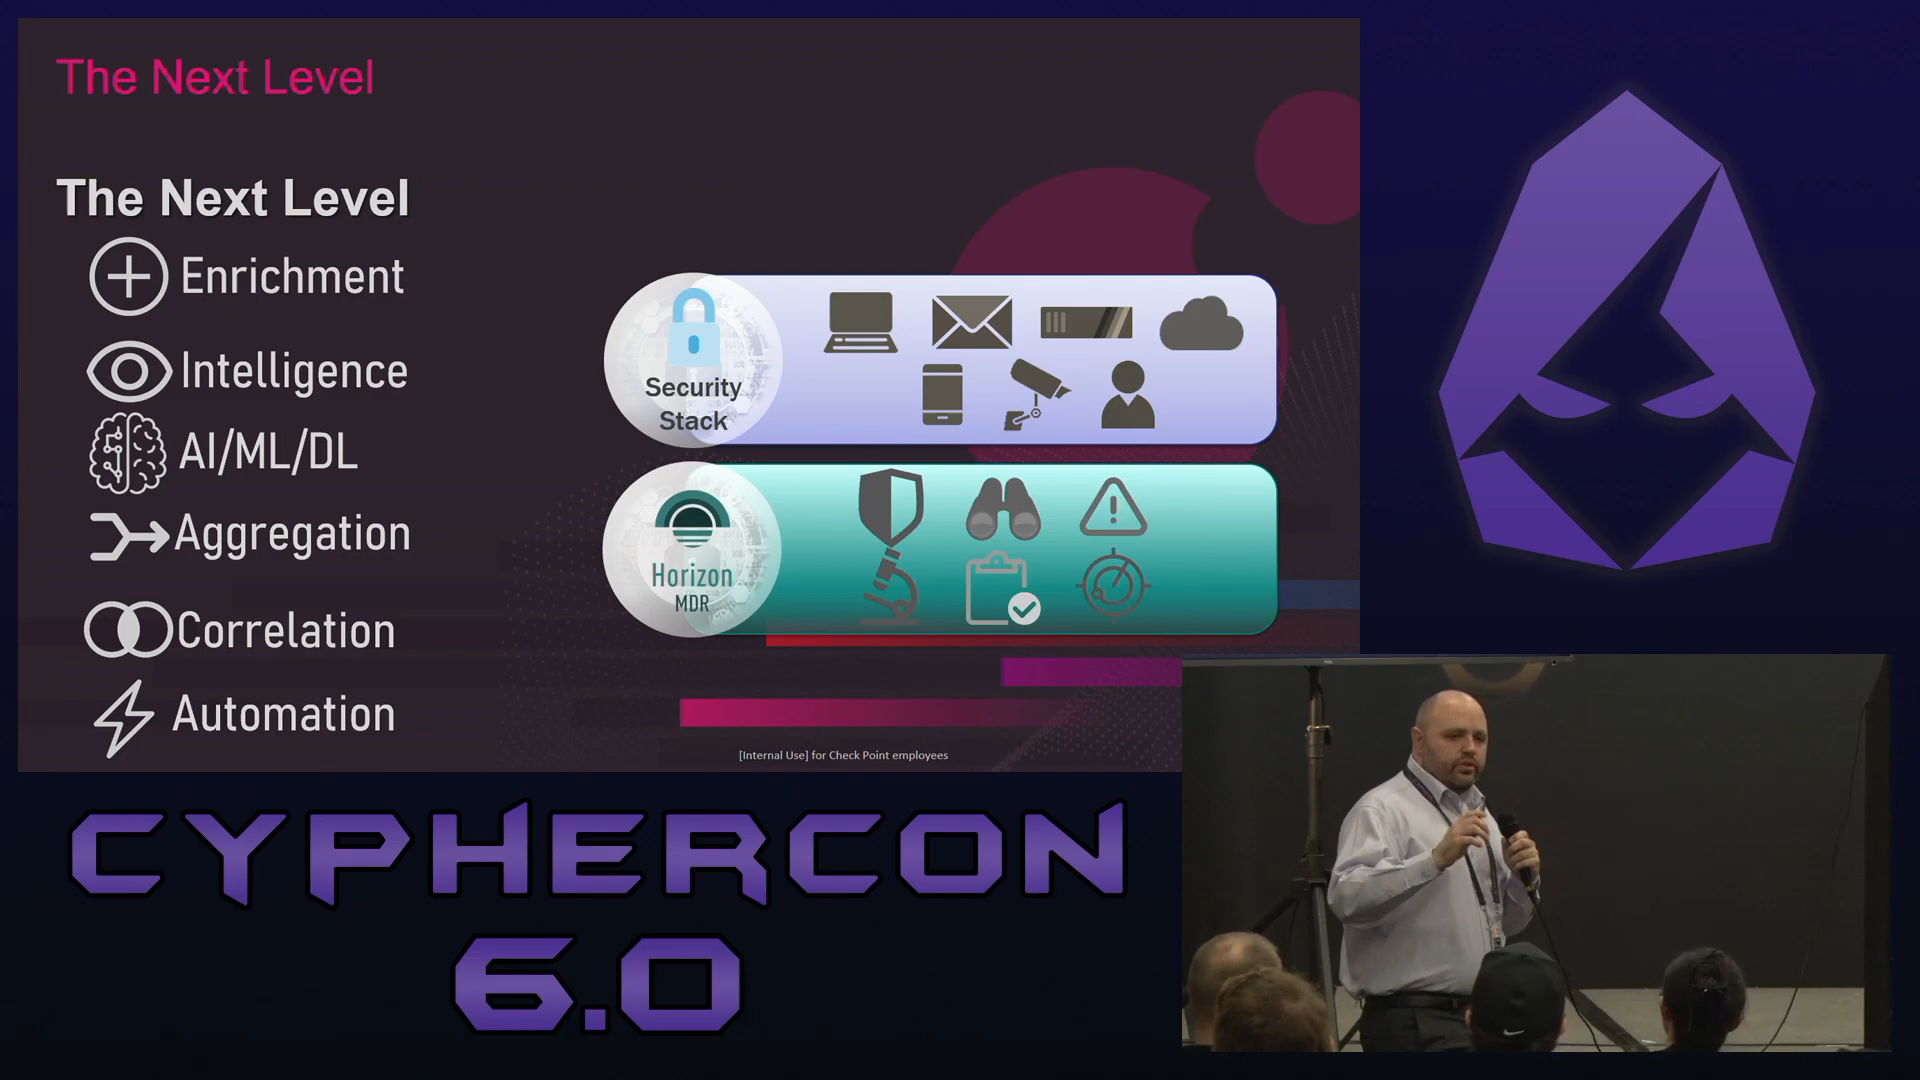 The Next Level
The Next Level
Enrichment
Intelligence
AI/ML/DL
Aggregation
Correlation
Automation
Security
Stack
Horizon
MDR
[Internal Use] for Check Point employees
CYPHERCON
6.0